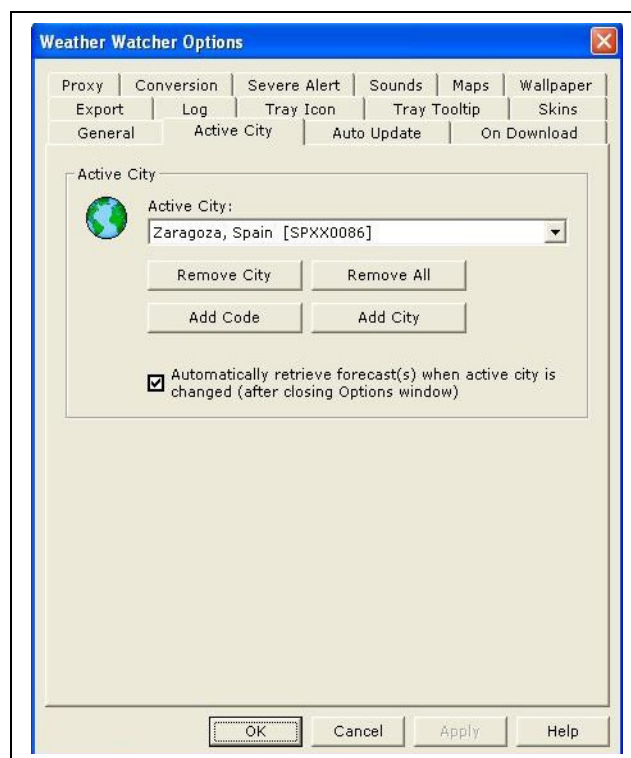 Weather Watcher Options
Proxy Conversion Severe Alert Sounds Maps Wallpaper
Export Log Tray Icon Tray Tooltip Skins
General Active City Auto Update On Download
Active City
Active City:
Zaragoza, Spain [SPXX0086]
Remove City Remove All
Add Code Add City
Automatically retrieve forecast(s) when active city is
changed (after closing Options window)
OK Cancel Apply Help